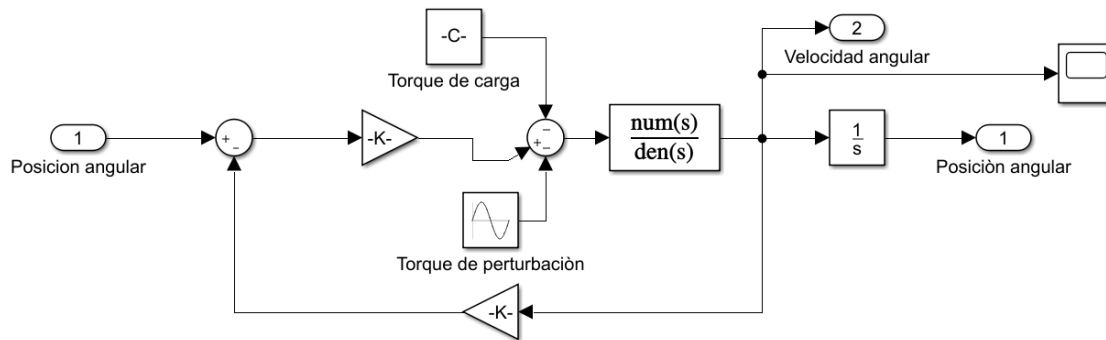 -C-
Torque de carga
2
Velocidad angular
1
Posicion angular
+
-
-K-
-
+
-
num(s)
den(s)
1
s
1
Posiciòn angular
Torque de perturbaciòn
-K-